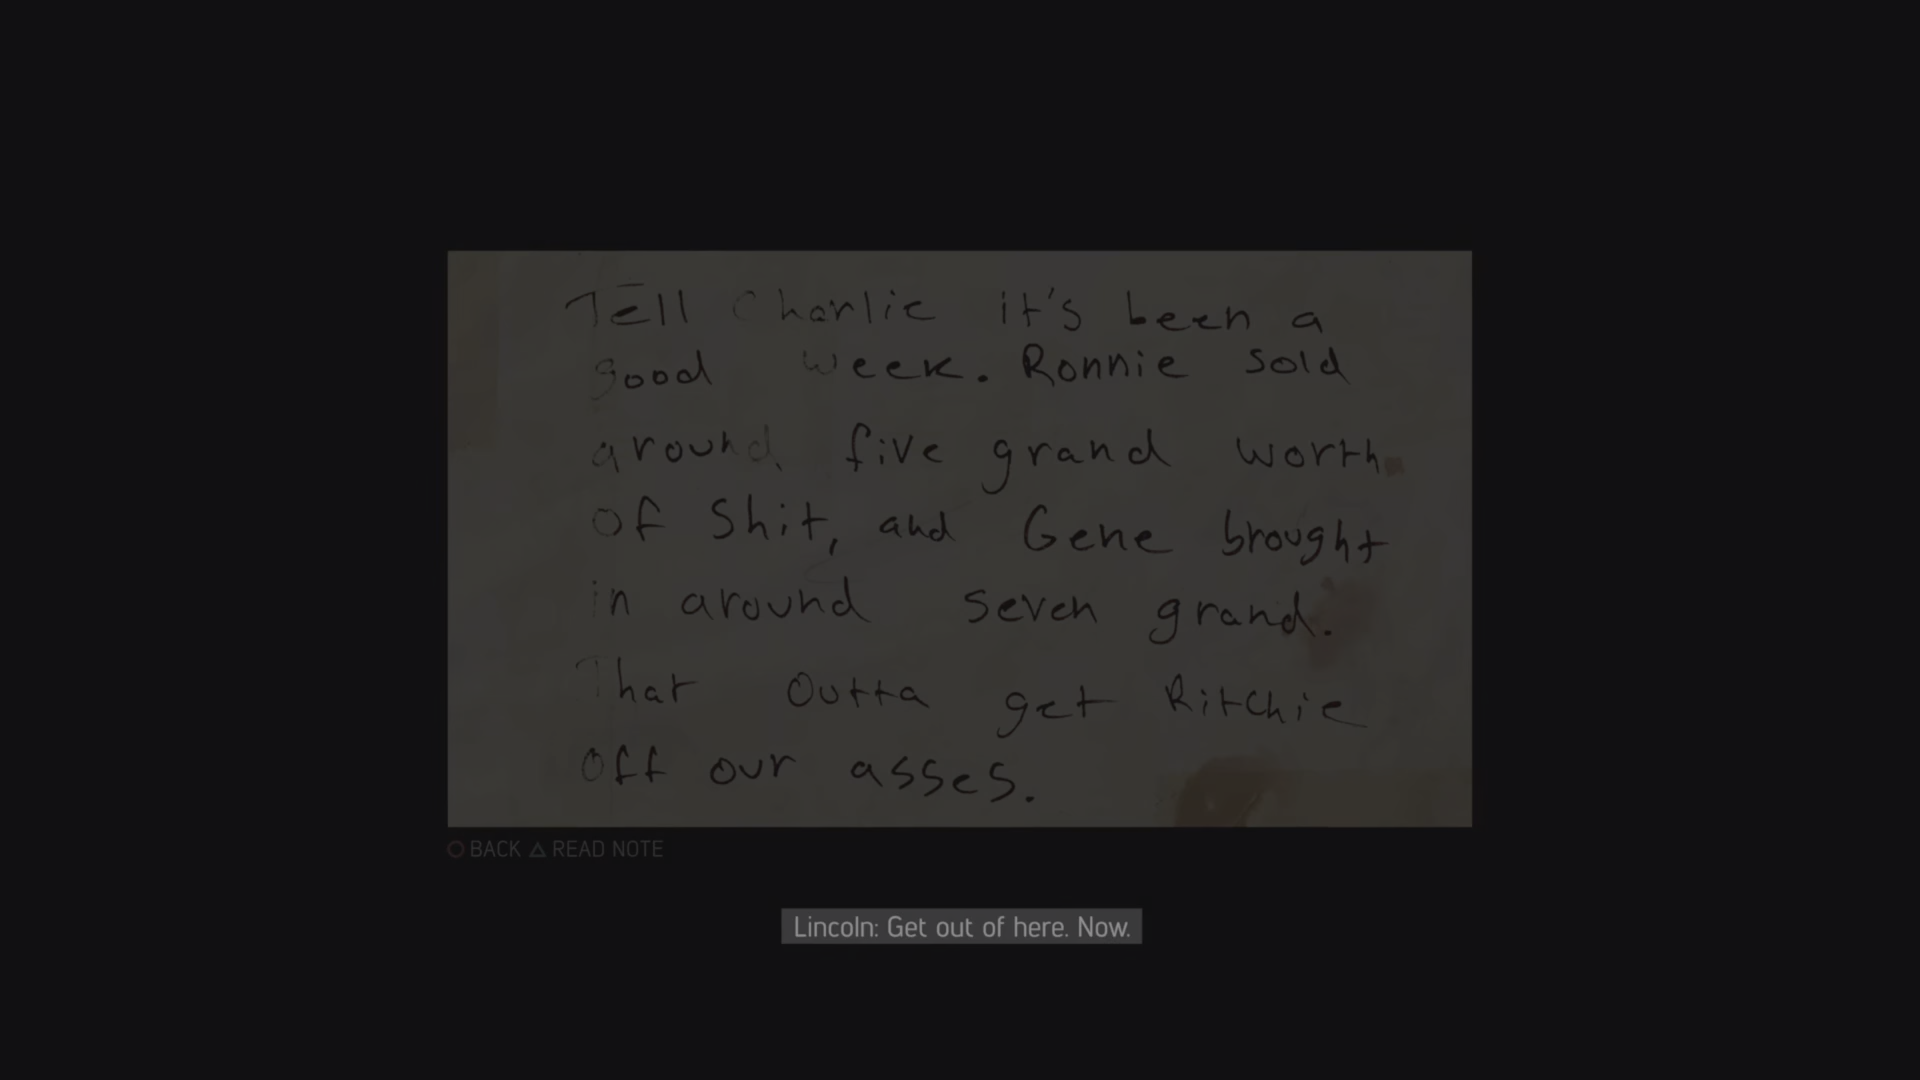 Tell Charlie it's been a
good week. Ronnie sold
around five grand worth
of Shit, and Gene brought
in around seven grand.
That Outta get Ritchie
Off our asses.
BACK READ NOTE
Lincoln: Get out of here. Now.